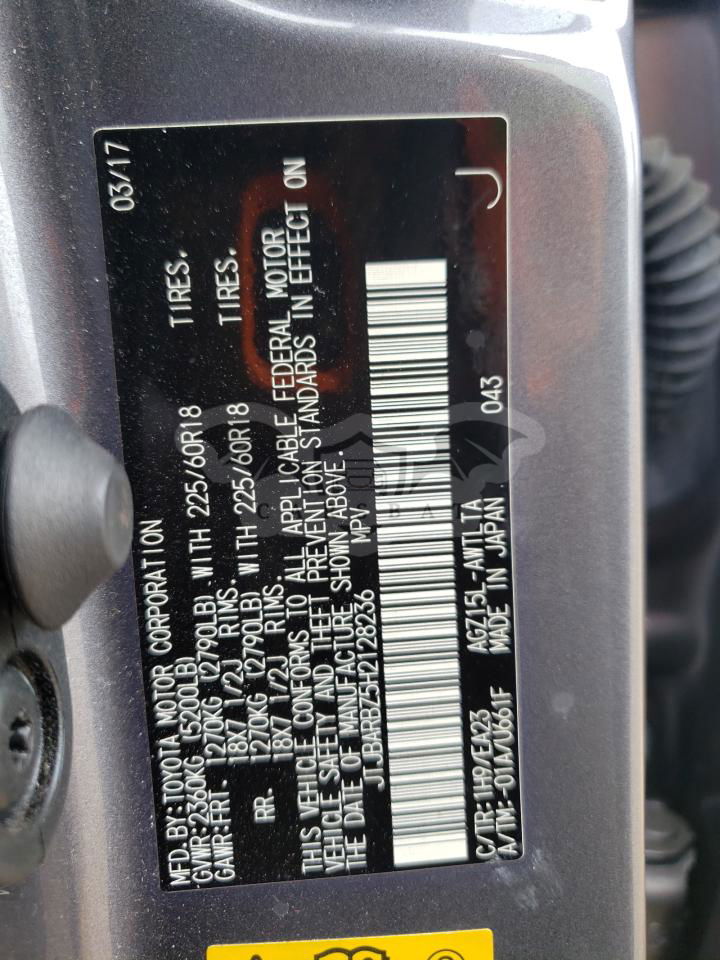 MFD.BY:TOYOTA MOTOR CORPORATION 03/17
GVWR:2360KG (5200LB)
GAWR:FRT. 1270KG (2790LB) WITH 225/60R18 TIRES.
18X7 1/2J RIMS.
RR. 1270KG (2790LB) WITH 225/60R18 TIRES.
18X7 1/2J RIMS.
THIS VEHICLE CONFORMS TO ALL APPLICABLE FEDERAL MOTOR
VEHICLE SAFETY AND THEFT PREVENTION STANDARDS IN EFFECT ON
THE DATE OF MANUFACTURE SHOWN ABOVE.
JTJBARBZ5H2128236 MPV
C/TR:1H9/EA23 AGZ15L-AWTLTA
A/TM:-01A/U661F MADE IN JAPAN 043 J